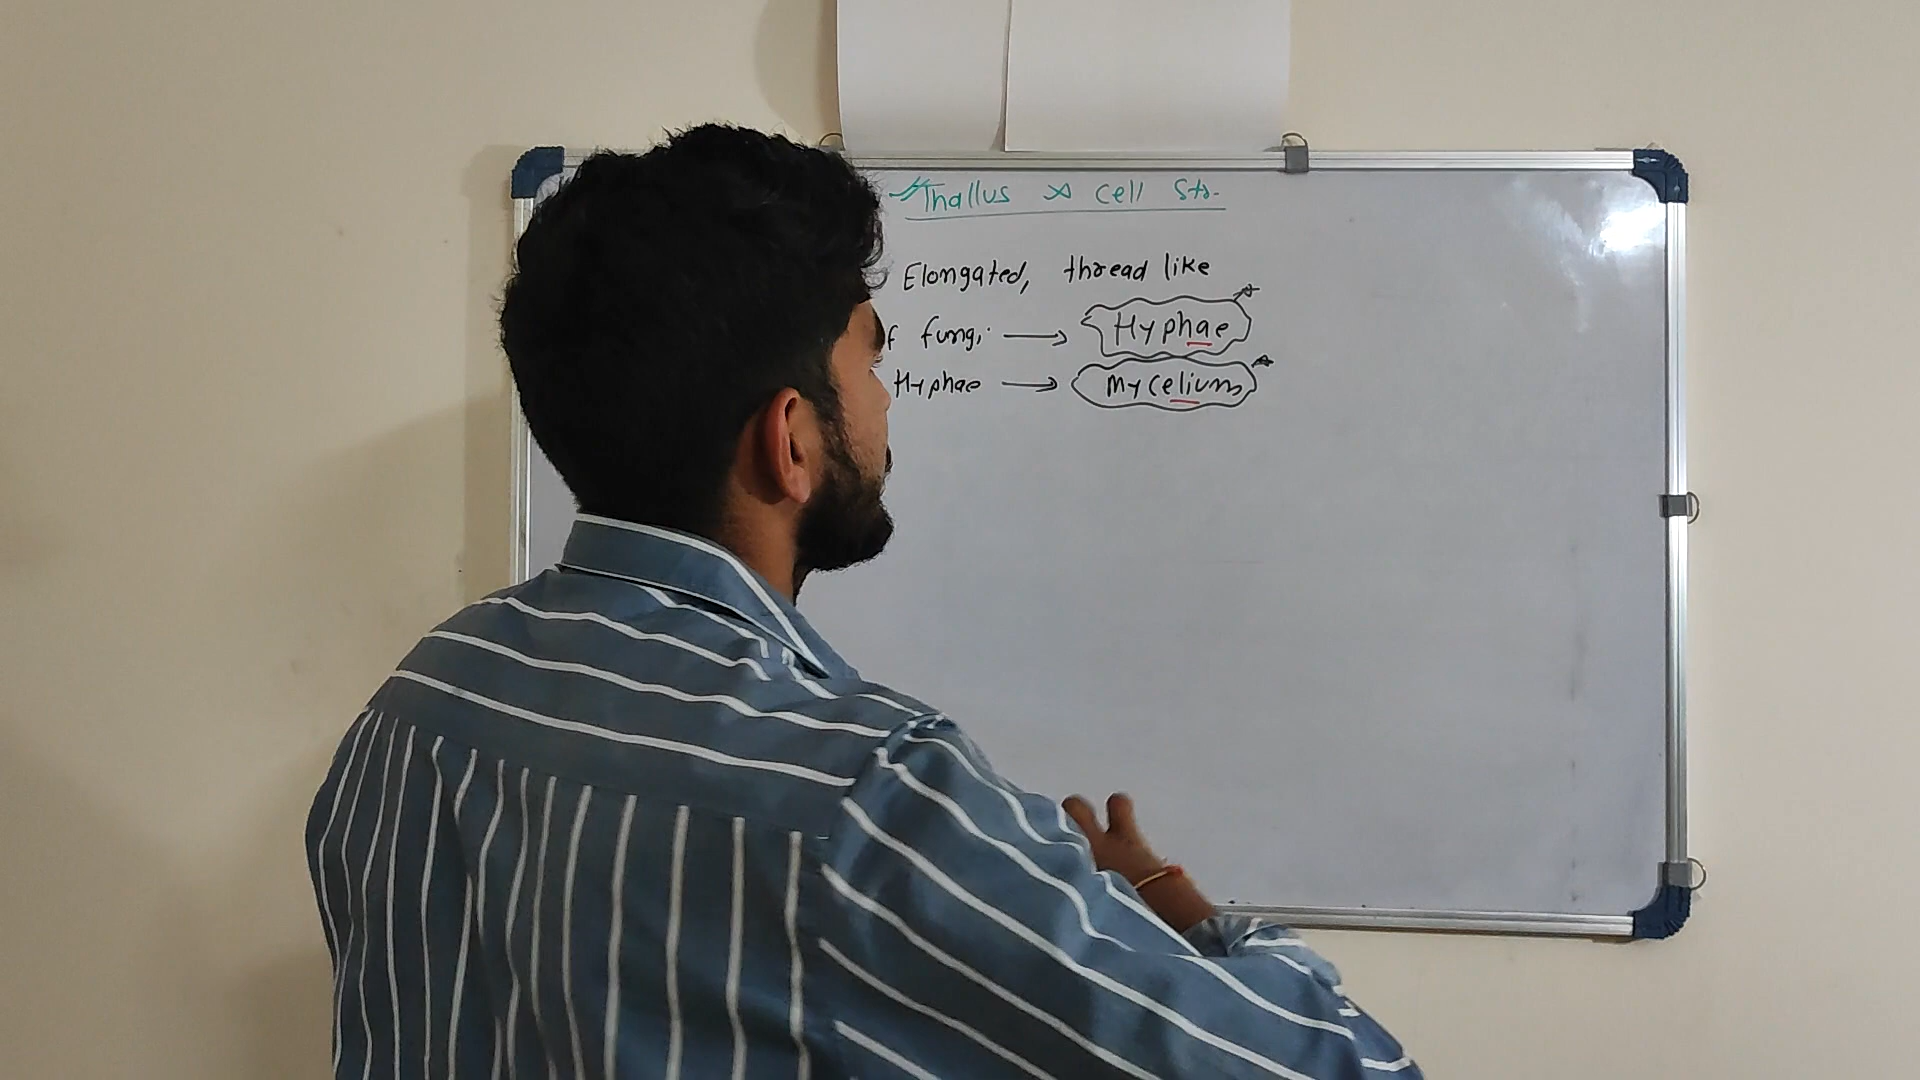 Thallus & Cell Str.
Elongated, thread like
f fungi → Hyphae
Hyphae → Mycelium